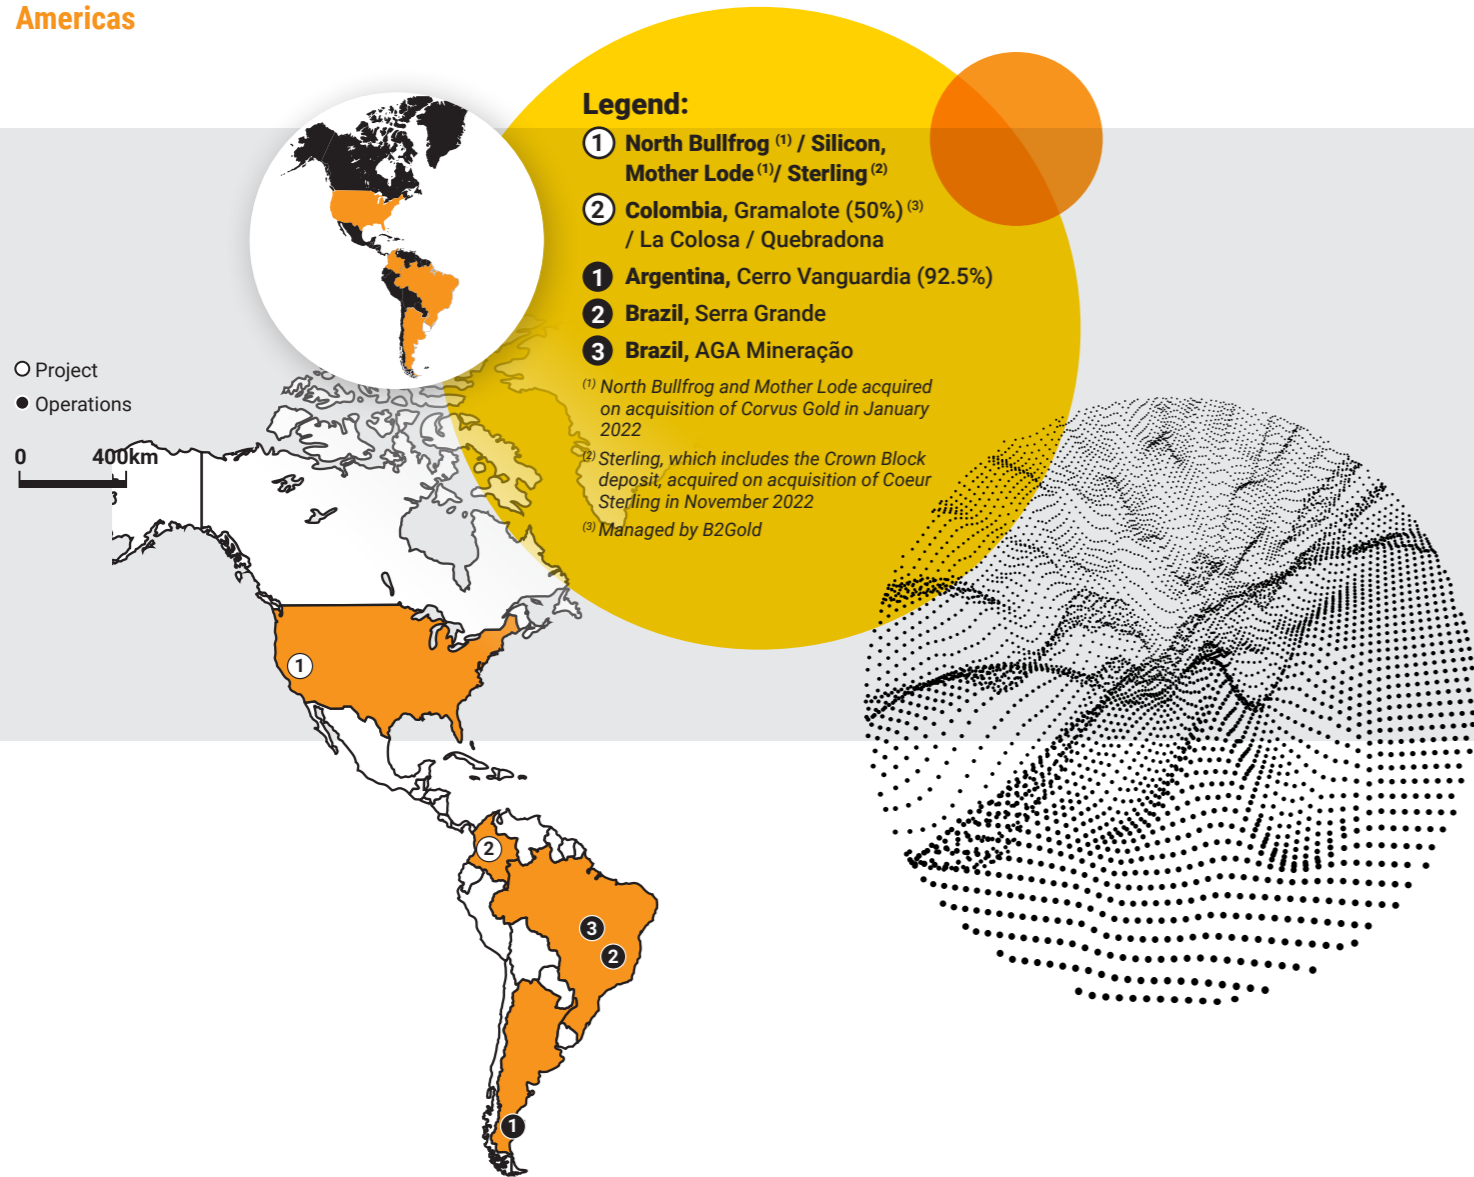 Americas
Legend:
1 North Bullfrog (1) / Silicon,
Mother Lode (1)/ Sterling (2)
2 Colombia, Gramalote (50%) (3)
/ La Colosa / Quebradona
1 Argentina, Cerro Vanguardia (92.5%)
2 Brazil, Serra Grande
3 Brazil, AGA Mineração
(1) North Bullfrog and Mother Lode acquired
on acquisition of Corvus Gold in January
2022
(2) Sterling, which includes the Crown Block
deposit, acquired on acquisition of Coeur
Sterling in November 2022
(3) Managed by B2Gold
Project
Operations
0 400km
1
2
3
2
1